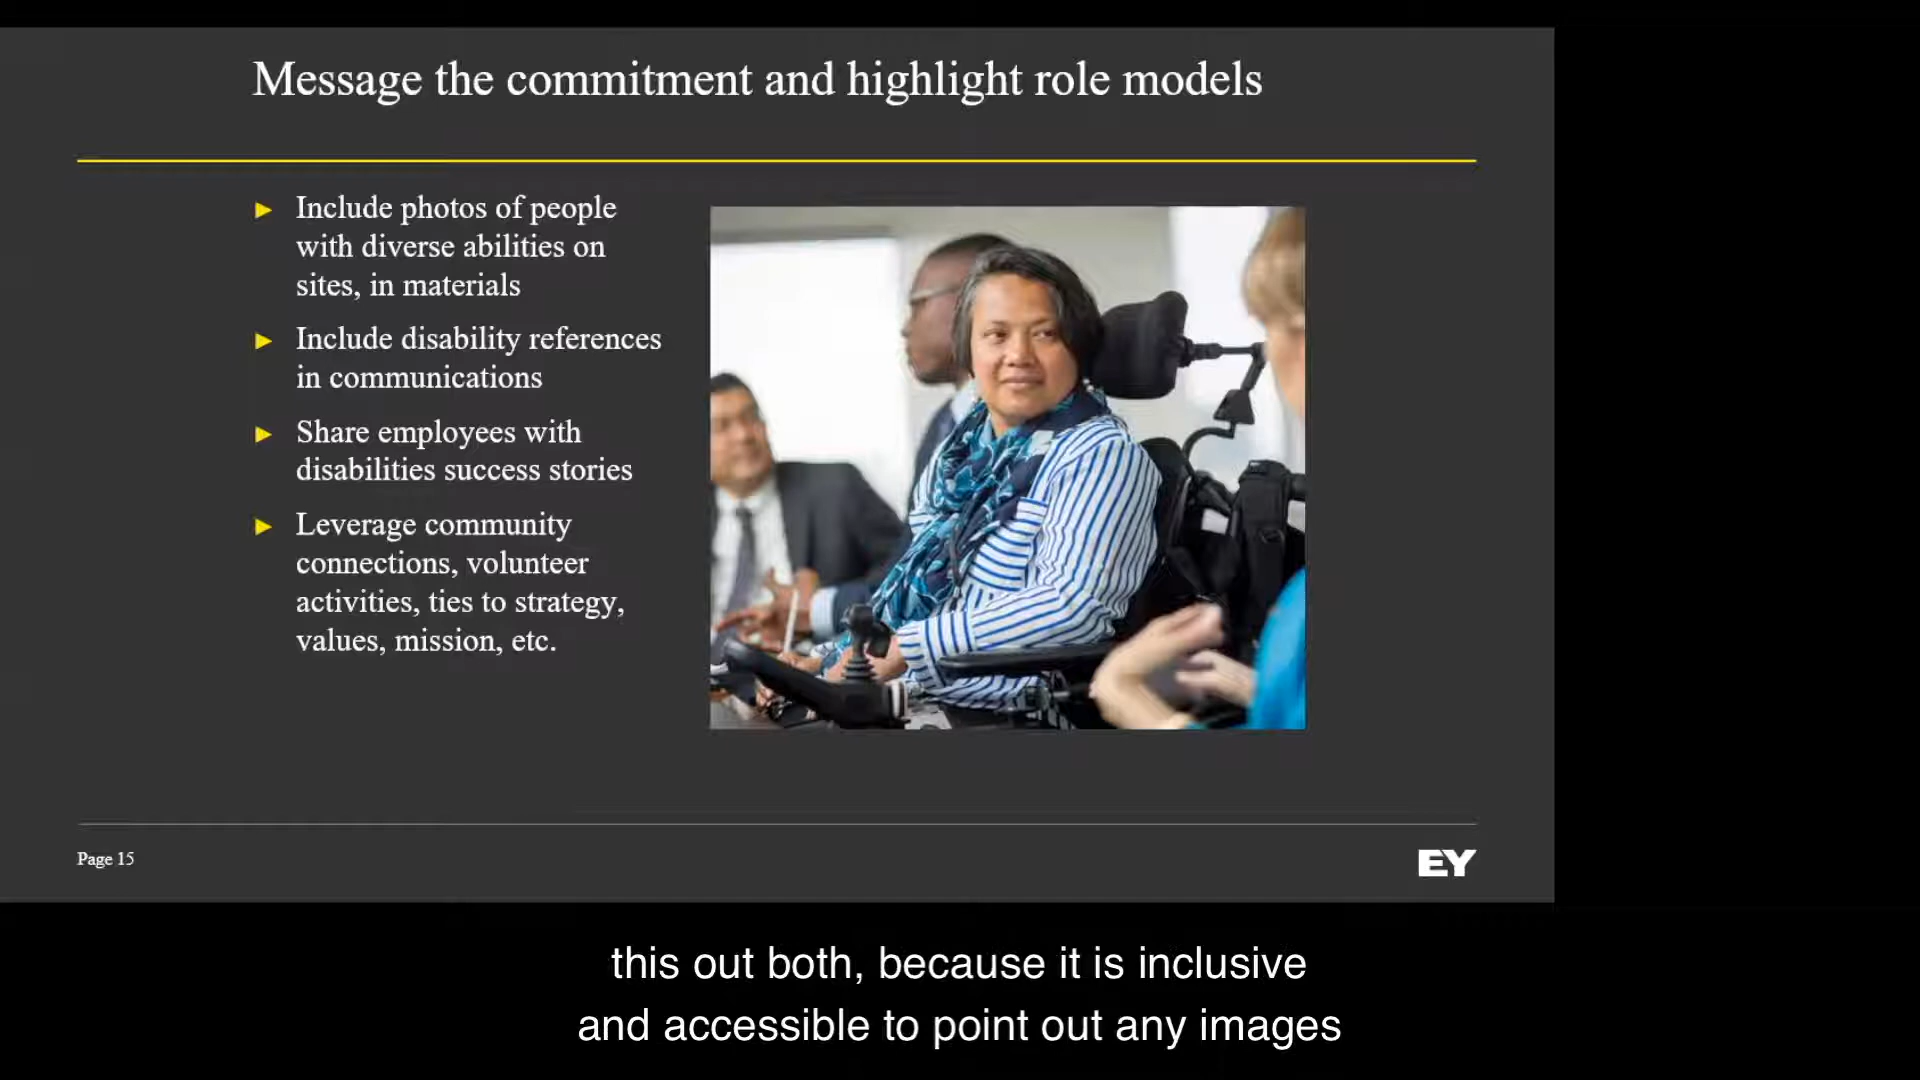 Message the commitment and highlight role models
► Include photos of people
with diverse abilities on
sites, in materials
► Include disability references
in communications
► Share employees with
disabilities success stories
► Leverage community
connections, volunteer
activities, ties to strategy,
values, mission, etc.
Page 15
EY
this out both, because it is inclusive
and accessible to point out any images